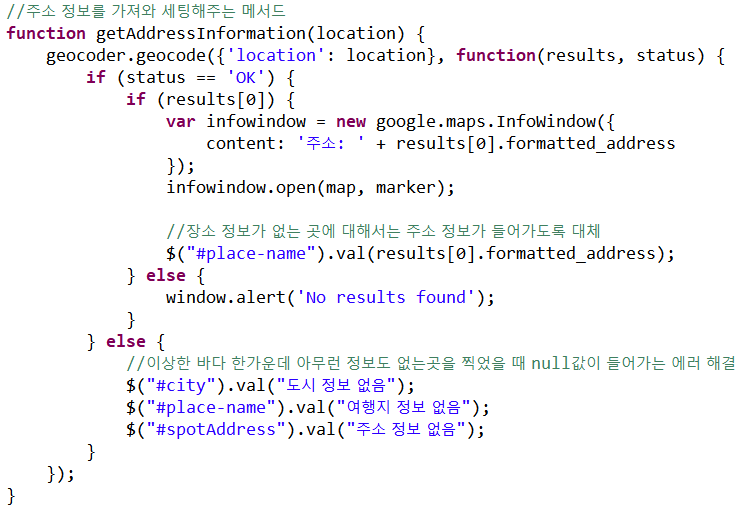 //주소 정보를 가져와 세팅해주는 메서드
function getAddressInformation(location) {
    geocoder.geocode({'location': location}, function(results, status) {
        if (status == 'OK') {
            if (results[0]) {
                var infowindow = new google.maps.InfoWindow({
                    content: '주소: ' + results[0].formatted_address
                });
                infowindow.open(map, marker);

                //장소 정보가 없는 곳에 대해서는 주소 정보가 들어가도록 대체
                $("#place-name").val(results[0].formatted_address);
            } else {
                window.alert('No results found');
            }
        } else {
            //이상한 바다 한가운데 아무런 정보도 없는곳을 찍었을 때 null값이 들어가는 에러 해결
            $("#city").val("도시 정보 없음");
            $("#place-name").val("여행지 정보 없음");
            $("#spotAddress").val("주소 정보 없음");
        }
    });
}